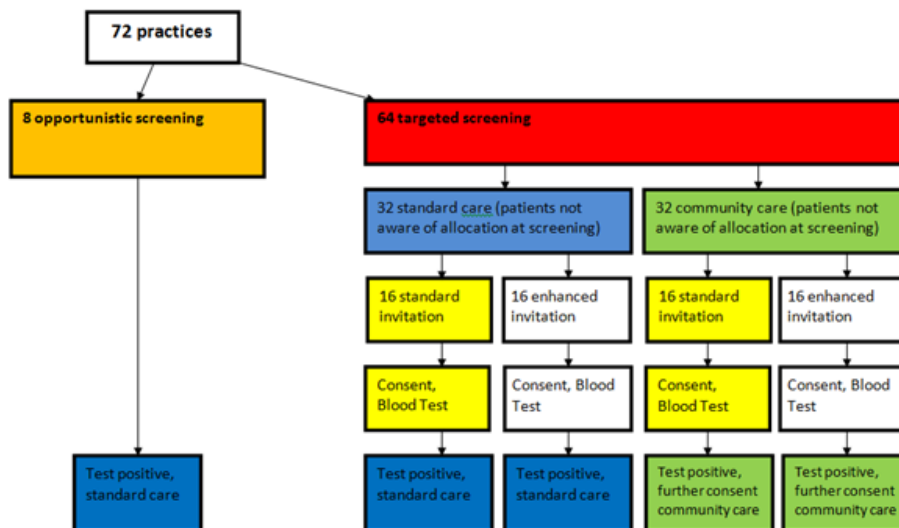 72 practices
8 opportunistic screening
64 targeted screening
32 standard care (patients not
aware of allocation at screening)
32 community care (patients not
aware of allocation at screening)
16 standard
invitation
16 enhanced
invitation
16 standard
invitation
16 enhanced
invitation
Consent,
Blood Test
Consent, Blood
Test
Consent,
Blood Test
Consent, Blood
Test
Test positive,
standard care
Test positive,
standard care
Test positive,
standard care
Test positive,
further consent
community care
Test positive,
further consent
community care